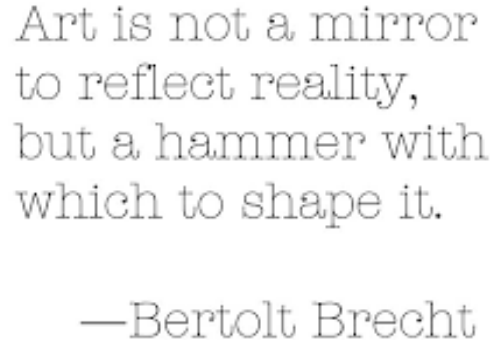 Art is not a mirror
to reflect reality,
but a hammer with
which to shape it.
—Bertolt Brecht